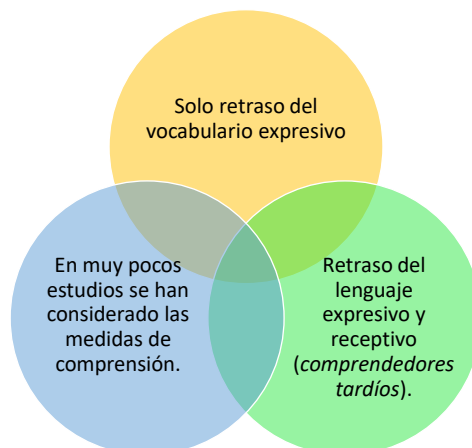 Solo retraso del
vocabulario expresivo
En muy pocos
estudios se han
considerado las
medidas de
comprensión.
Retraso del
lenguaje
expresivo y
receptivo
(comprendedores
tardíos).